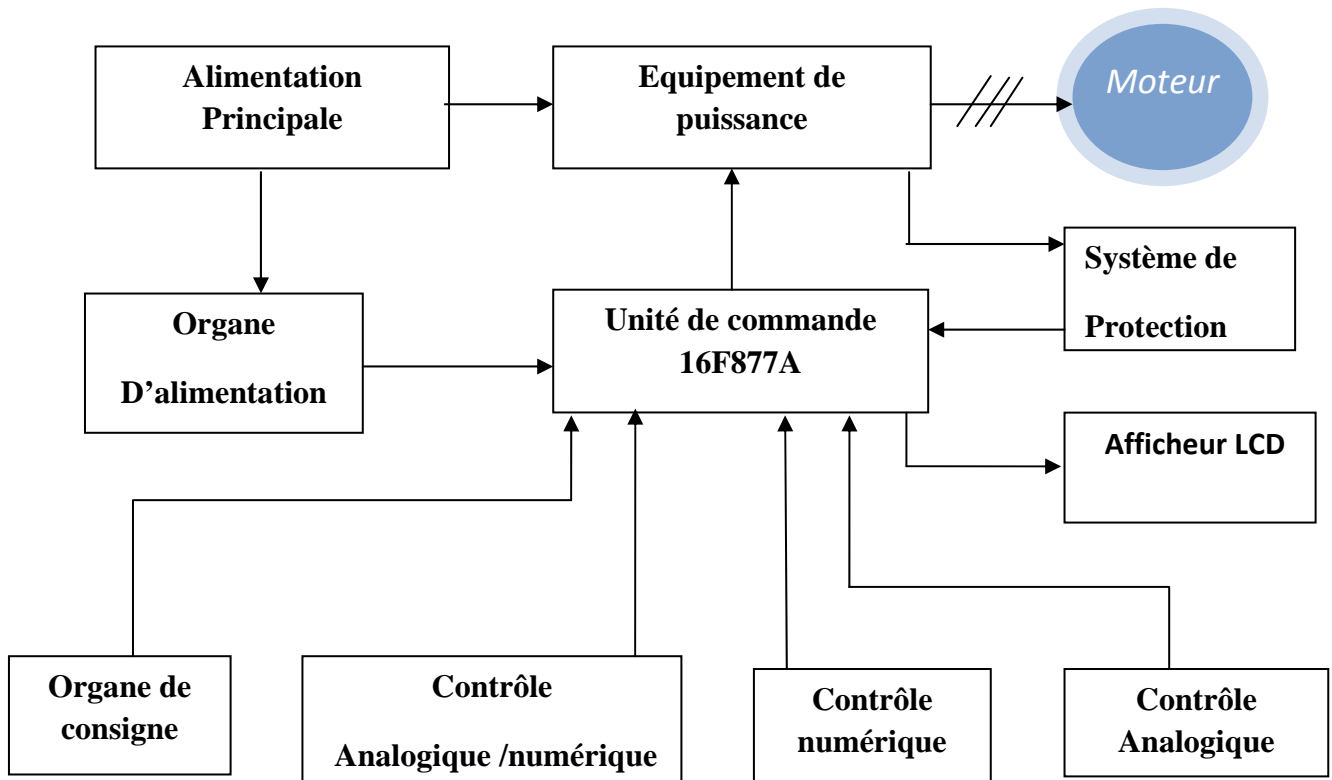 Alimentation
Principale
Equipement de
puissance
Moteur
Système de
Protection
Organe
D’alimentation
Unité de commande
16F877A
Afficheur LCD
Organe de
consigne
Contrôle
Analogique /numérique
Contrôle
numérique
Contrôle
Analogique